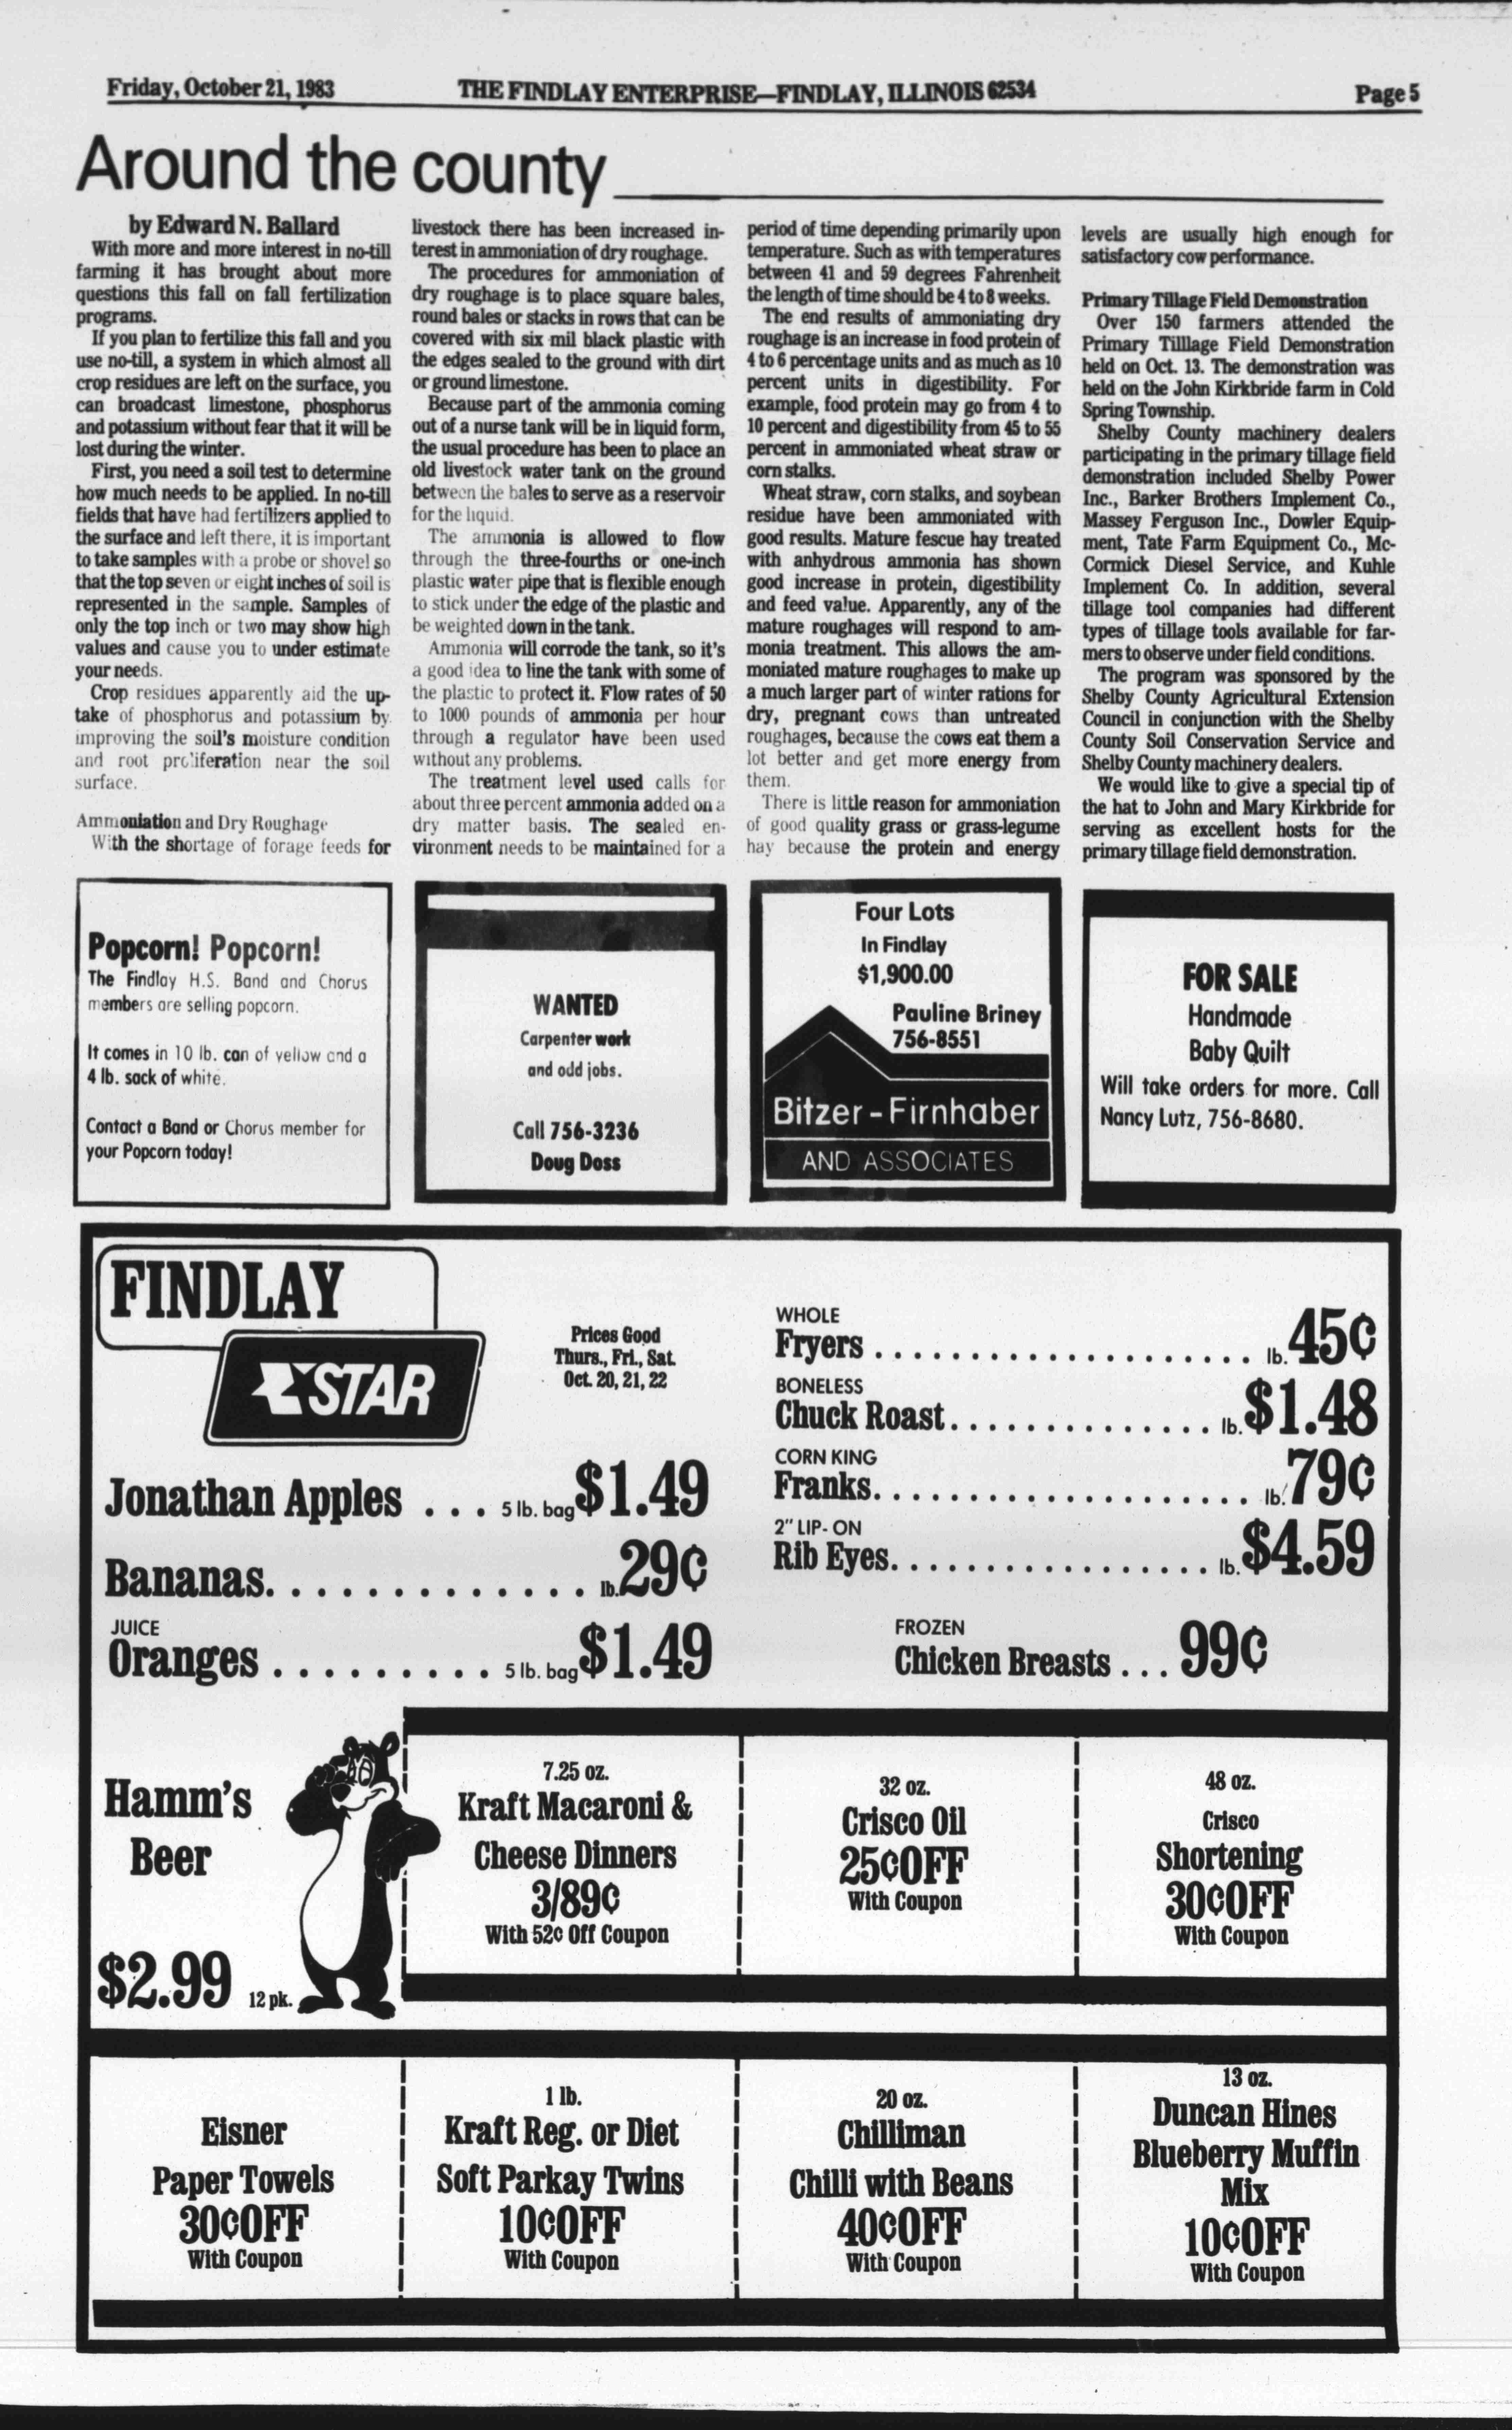 Friday, October 21, 1983
THE FINDLAY ENTERPRISE—FINDLAY, ILLINOIS 62534
Page 5
Around the county
by Edward N. Ballard
With more and more interest in no-till
farming it has brought about more
questions this fall on fall fertilization
programs.
If you plan to fertilize this fall and you
use no-till, a system in which almost all
crop residues are left on the surface, you
can broadcast limestone, phosphorus
and potassium without fear that it will be
lost during the winter.
First, you need a soil test to determine
how much needs to be applied. In no-till
fields that have had fertilizers applied to
the surface and left there, it is important
to take samples with a probe or shovel so
that the top seven or eight inches of soil is
represented in the sample. Samples of
only the top inch or two may show high
values and cause you to under estimate
your needs.
Crop residues apparently aid the up-
take of phosphorus and potassium by
improving the soil's moisture condition
and root proliferation near the soil
surface.
Ammoniation and Dry Roughage
With the shortage of forage feeds for
livestock there has been increased in-
terest in ammoniation of dry roughage.
The procedures for ammoniation of
dry roughage is to place square bales,
round bales or stacks in rows that can be
covered with six mil black plastic with
the edges sealed to the ground with dirt
or ground limestone.
Because part of the ammonia coming
out of a nurse tank will be in liquid form,
the usual procedure has been to place an
old livestock water tank on the ground
between the bales to serve as a reservoir
for the liquid.
The ammonia is allowed to flow
through the three-fourths or one-inch
plastic water pipe that is flexible enough
to stick under the edge of the plastic and
be weighted down in the tank.
Ammonia will corrode the tank, so it's
a good idea to line the tank with some of
the plastic to protect it. Flow rates of 50
to 1000 pounds of ammonia per hour
through a regulator have been used
without any problems.
The treatment level used calls for
about three percent ammonia added on a
dry matter basis. The sealed en-
vironment needs to be maintained for a
period of time depending primarily upon
temperature. Such as with temperatures
between 41 and 59 degrees Fahrenheit
the length of time should be 4 to 8 weeks.
The end results of ammoniating dry
roughage is an increase in food protein of
4 to 6 percentage units and as much as 10
percent units in digestibility. For
example, food protein may go from 4 to
10 percent and digestibility from 45 to 55
percent in ammoniated wheat straw or
corn stalks.
Wheat straw, corn stalks, and soybean
residue have been ammoniated with
good results. Mature fescue hay treated
with anhydrous ammonia has shown
good increase in protein, digestibility
and feed value. Apparently, any of the
mature roughages will respond to am-
monia treatment. This allows the am-
moniated mature roughages to make up
a much larger part of winter rations for
dry, pregnant cows than untreated
roughages, because the cows eat them a
lot better and get more energy from
them.
There is little reason for ammoniation
of good quality grass or grass-legume
hay because the protein and energy
levels are usually high enough for
satisfactory cow performance.
Primary Tillage Field Demonstration
Over 150 farmers attended the
Primary Tilllage Field Demonstration
held on Oct. 13. The demonstration was
held on the John Kirkbride farm in Cold
Spring Township.
Shelby County machinery dealers
participating in the primary tillage field
demonstration included Shelby Power
Inc., Barker Brothers Implement Co.,
Massey Ferguson Inc., Dowler Equip-
ment, Tate Farm Equipment Co., Mc-
Cormick Diesel Service, and Kuhle
Implement Co. In addition, several
tillage tool companies had different
types of tillage tools available for far-
mers to observe under field conditions.
The program was sponsored by the
Shelby County Agricultural Extension
Council in conjunction with the Shelby
County Soil Conservation Service and
Shelby County machinery dealers.
We would like to give a special tip of
the hat to John and Mary Kirkbride for
serving as excellent hosts for the
primary tillage field demonstration.
Popcorn! Popcorn!
The Findlay H.S. Band and Chorus
members are selling popcorn.
It comes in 10 lb. can of yellow and a
4 lb. sack of white.
Contact a Band or Chorus member for
your Popcorn today!
WANTED
Carpenter work
and odd jobs.
Call 756-3236
Doug Doss
Four Lots
In Findlay
$1,900.00
Pauline Briney
756-8551
Bitzer - Firnhaber
AND ASSOCIATES
FOR SALE
Handmade
Baby Quilt
Will take orders for more. Call
Nancy Lutz, 756-8680.
FINDLAY
STAR
Prices Good
Thurs., Fri., Sat.
Oct. 20, 21, 22
Jonathan Apples . . . 5 lb. bag $1.49
Bananas. . . . . . . . . . . . . . lb. 29¢
JUICE
Oranges . . . . . . . . . 5 lb. bag $1.49
WHOLE
Fryers . . . . . . . . . . . . . . . . . . . . lb. 45¢
BONELESS
Chuck Roast. . . . . . . . . . . . . . lb. $1.48
CORN KING
Franks. . . . . . . . . . . . . . . . . . . . lb. 79¢
2" LIP-ON
Rib Eyes. . . . . . . . . . . . . . . . . . lb. $4.59
FROZEN
Chicken Breasts . . . 99¢
Hamm's
Beer
$2.99 12 pk.
7.25 oz.
Kraft Macaroni &
Cheese Dinners
3/89¢
With 52¢ Off Coupon
32 oz.
Crisco Oil
25¢OFF
With Coupon
48 oz.
Crisco
Shortening
30¢OFF
With Coupon
Eisner
Paper Towels
30¢OFF
With Coupon
1 lb.
Kraft Reg. or Diet
Soft Parkay Twins
10¢OFF
With Coupon
20 oz.
Chilliman
Chilli with Beans
40¢OFF
With Coupon
13 oz.
Duncan Hines
Blueberry Muffin
Mix
10¢OFF
With Coupon